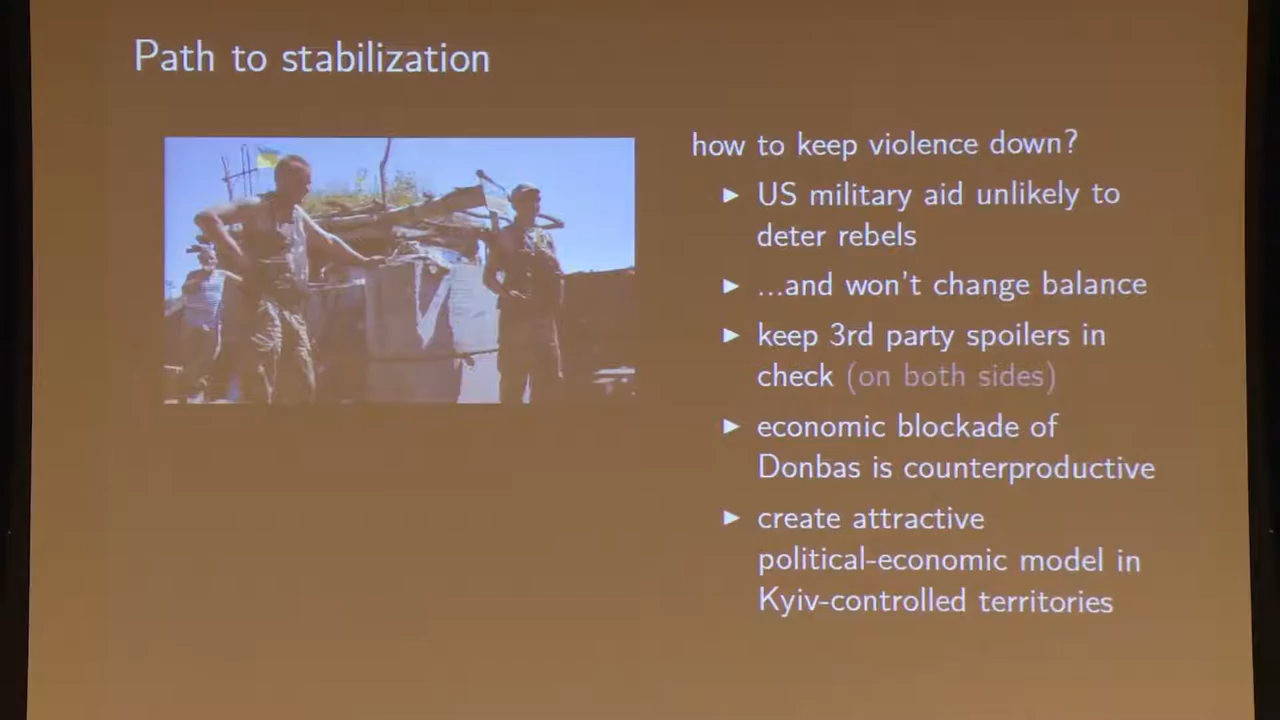 Path to stabilization
how to keep violence down?
► US military aid unlikely to
deter rebels
► ...and won't change balance
► keep 3rd party spoilers in
check (on both sides)
► economic blockade of
Donbas is counterproductive
► create attractive
political-economic model in
Kyiv-controlled territories